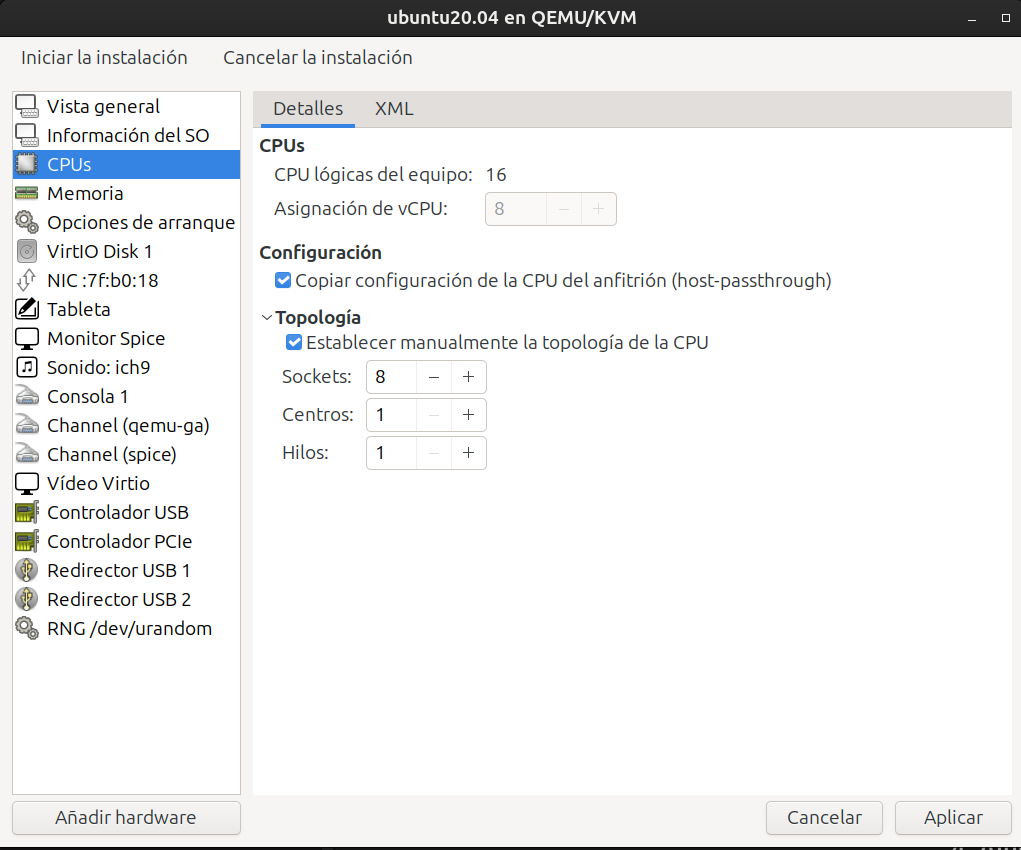 ubuntu20.04 en QEMU/KVM
Iniciar la instalación Cancelar la instalación
Vista general
Información del SO
CPUs
Memoria
Opciones de arranque
VirtIO Disk 1
NIC :7f:b0:18
Tableta
Monitor Spice
Sonido: ich9
Consola 1
Channel (qemu-ga)
Channel (spice)
Vídeo Virtio
Controlador USB
Controlador PCIe
Redirector USB 1
Redirector USB 2
RNG /dev/urandom
Añadir hardware
Detalles XML
CPUs
CPU lógicas del equipo: 16
Asignación de vCPU: 8 − +
Configuración
Copiar configuración de la CPU del anfitrión (host-passthrough)
Topología
Establecer manualmente la topología de la CPU
Sockets: 8 − +
Centros: 1 − +
Hilos: 1 − +
Cancelar Aplicar